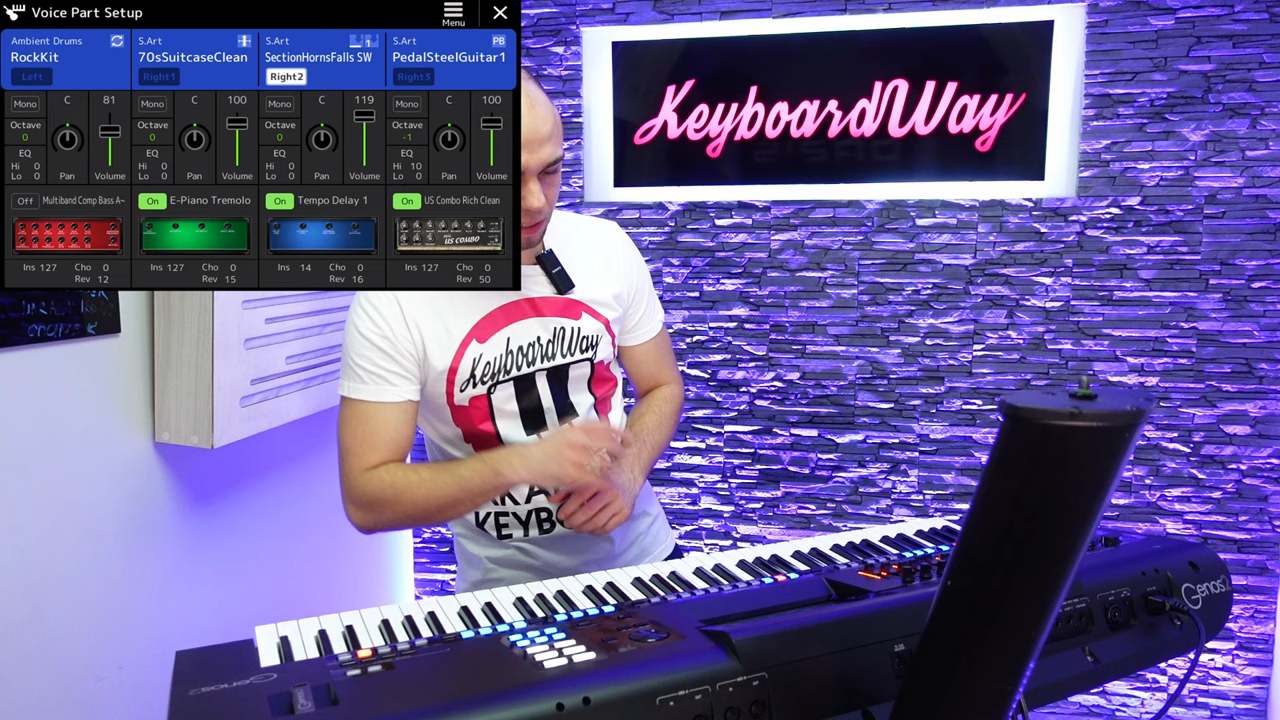 Voice Part Setup
Menu
Ambient Drums
RockKit
Left
S.Art
70sSuitcaseClean
Right1
S.Art
SectionHornsFalls SW
Right2
S.Art
PB
PedalSteelGuitar1
Right3
Mono
C
81
Octave
0
EQ
Hi 0
Lo 0
Pan
Volume
Mono
C
100
Octave
0
EQ
Hi 0
Lo 0
Pan
Volume
Mono
C
119
Octave
0
EQ
Hi 0
Lo 0
Pan
Volume
Mono
C
100
Octave
-1
EQ
Hi 10
Lo 0
Pan
Volume
Off
Multiband Comp Bass A~
On
E-Piano Tremolo
On
Tempo Delay 1
On
US Combo Rich Clean
US COMBO
Ins 127
Cho 0
Rev 12
Ins 127
Cho 0
Rev 15
Ins 14
Cho 0
Rev 16
Ins 127
Cho 0
Rev 50
KeyboardWay
KeyboardWay
Genos2
Genos2